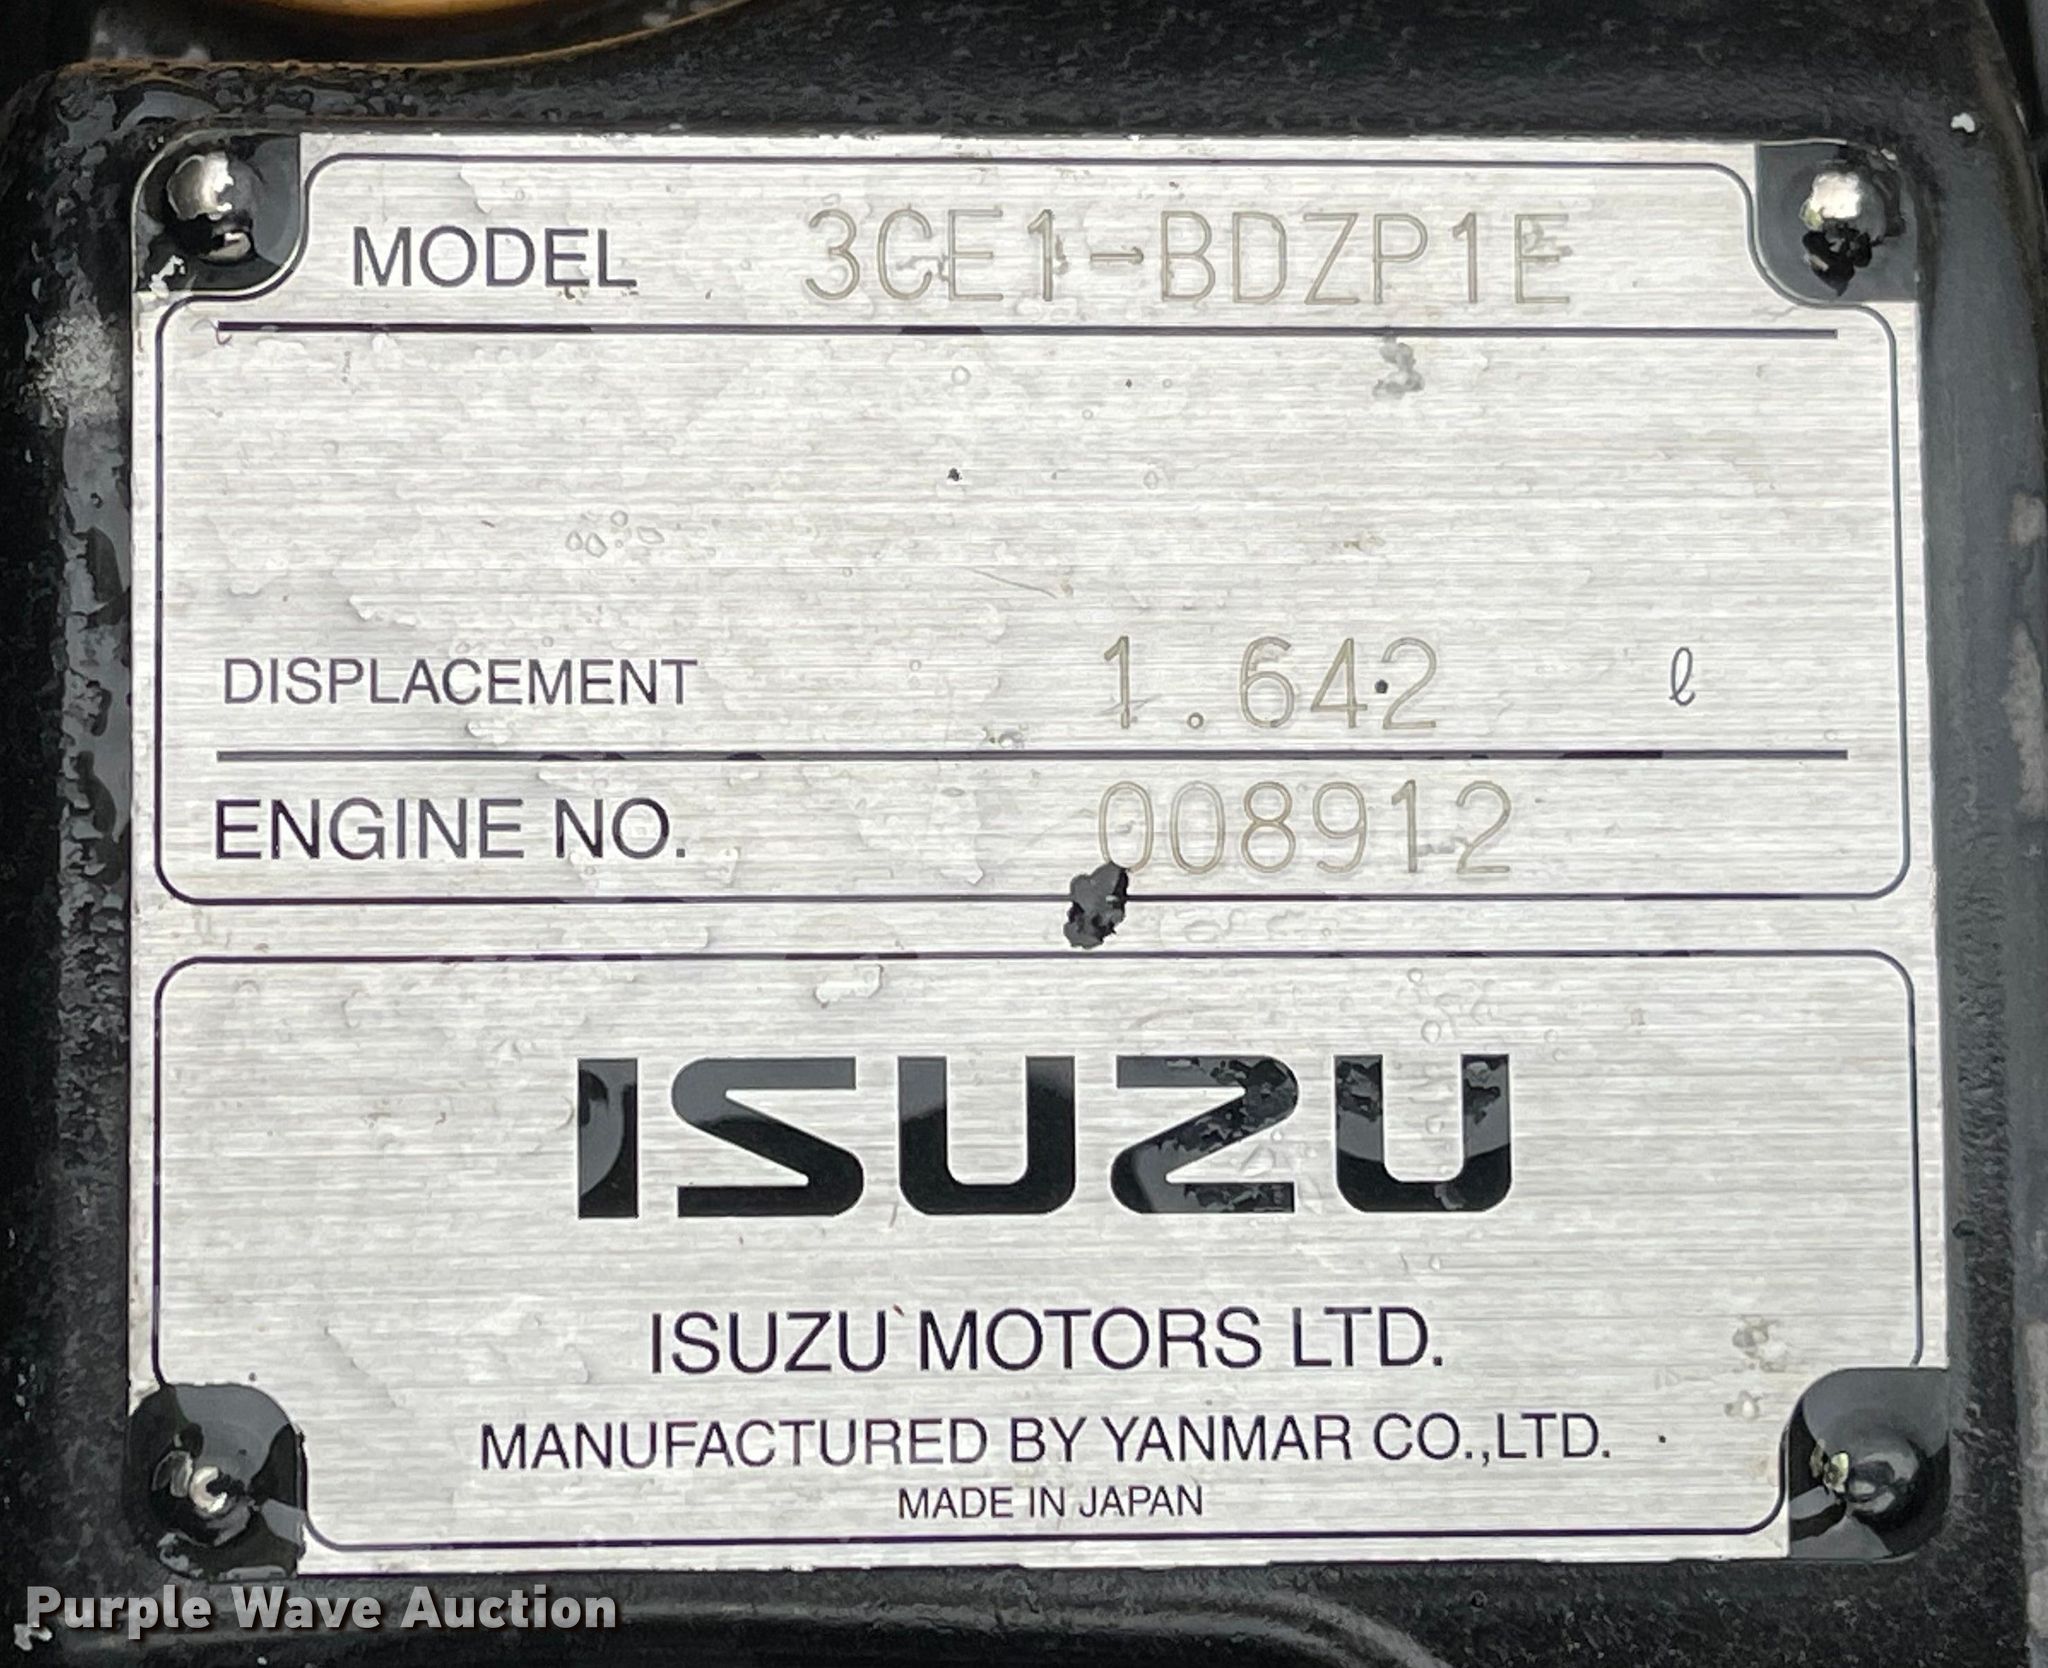 MODEL 3CE1-BDZP1E
DISPLACEMENT 1.642 ℓ
ENGINE NO. 008912
ISUZU
ISUZU MOTORS LTD.
MANUFACTURED BY YANMAR CO.,LTD.
MADE IN JAPAN
Purple Wave Auction